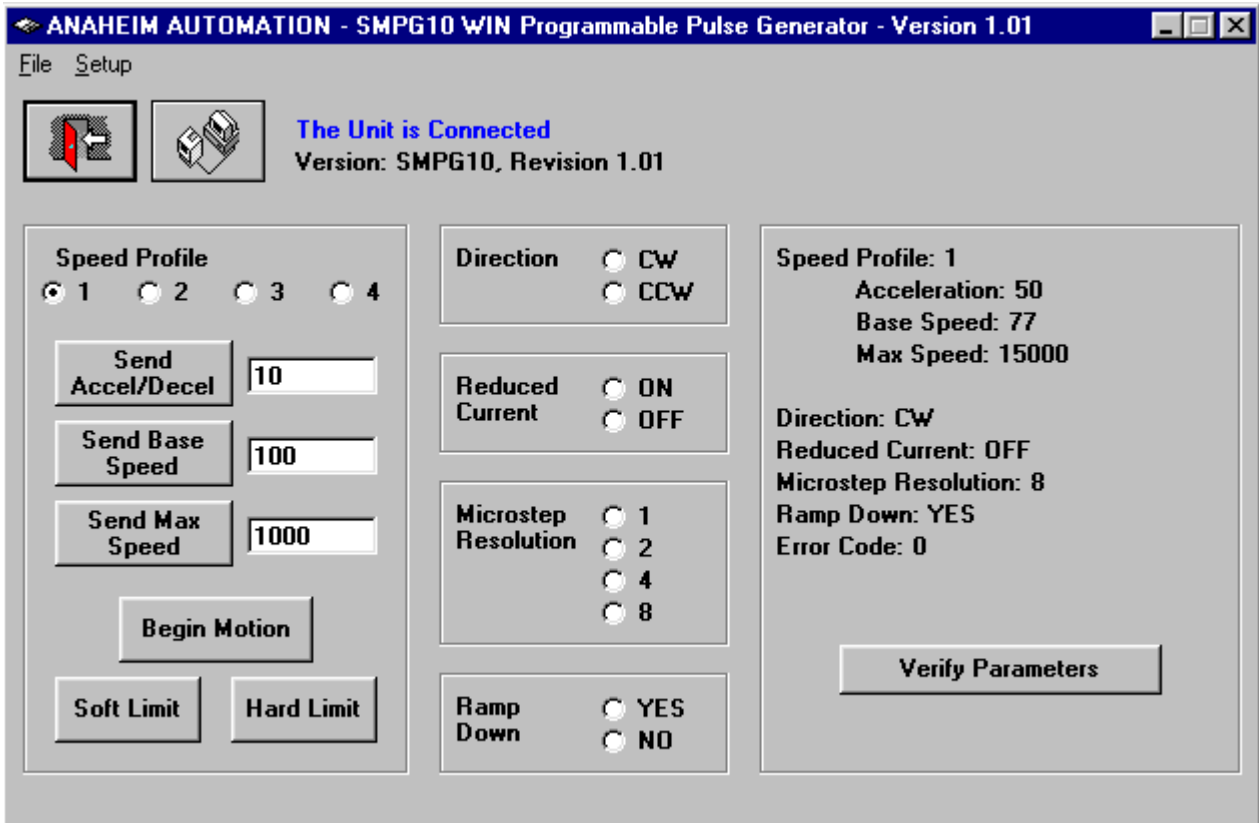 ANAHEIM AUTOMATION - SMPG10 WIN Programmable Pulse Generator - Version 1.01
File Setup
The Unit is Connected
Version: SMPG10, Revision 1.01
Speed Profile
1 2 3 4
Send
Accel/Decel
10
Send Base
Speed
100
Send Max
Speed
1000
Begin Motion
Soft Limit
Hard Limit
Direction
CW
CCW
Reduced
Current
ON
OFF
Microstep
Resolution
1
2
4
8
Ramp
Down
YES
NO
Speed Profile: 1
Acceleration: 50
Base Speed: 77
Max Speed: 15000
Direction: CW
Reduced Current: OFF
Microstep Resolution: 8
Ramp Down: YES
Error Code: 0
Verify Parameters